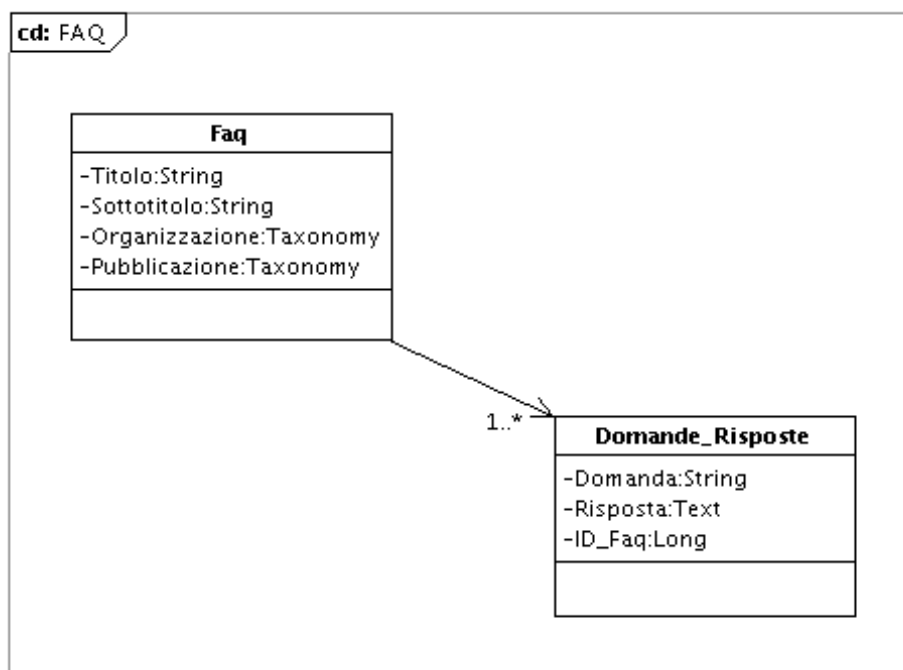 cd: FAQ
Faq
-Titolo:String
-Sottotitolo:String
-Organizzazione:Taxonomy
-Pubblicazione:Taxonomy
1..*
Domande_Risposte
-Domanda:String
-Risposta:Text
-ID_Faq:Long